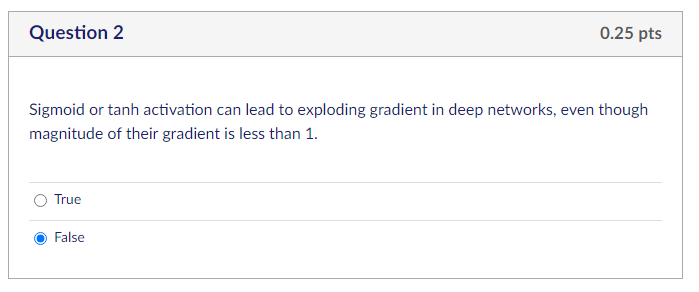 Question 2
0.25 pts
Sigmoid or tanh activation can lead to exploding gradient in deep networks, even though
magnitude of their gradient is less than 1.
True
False